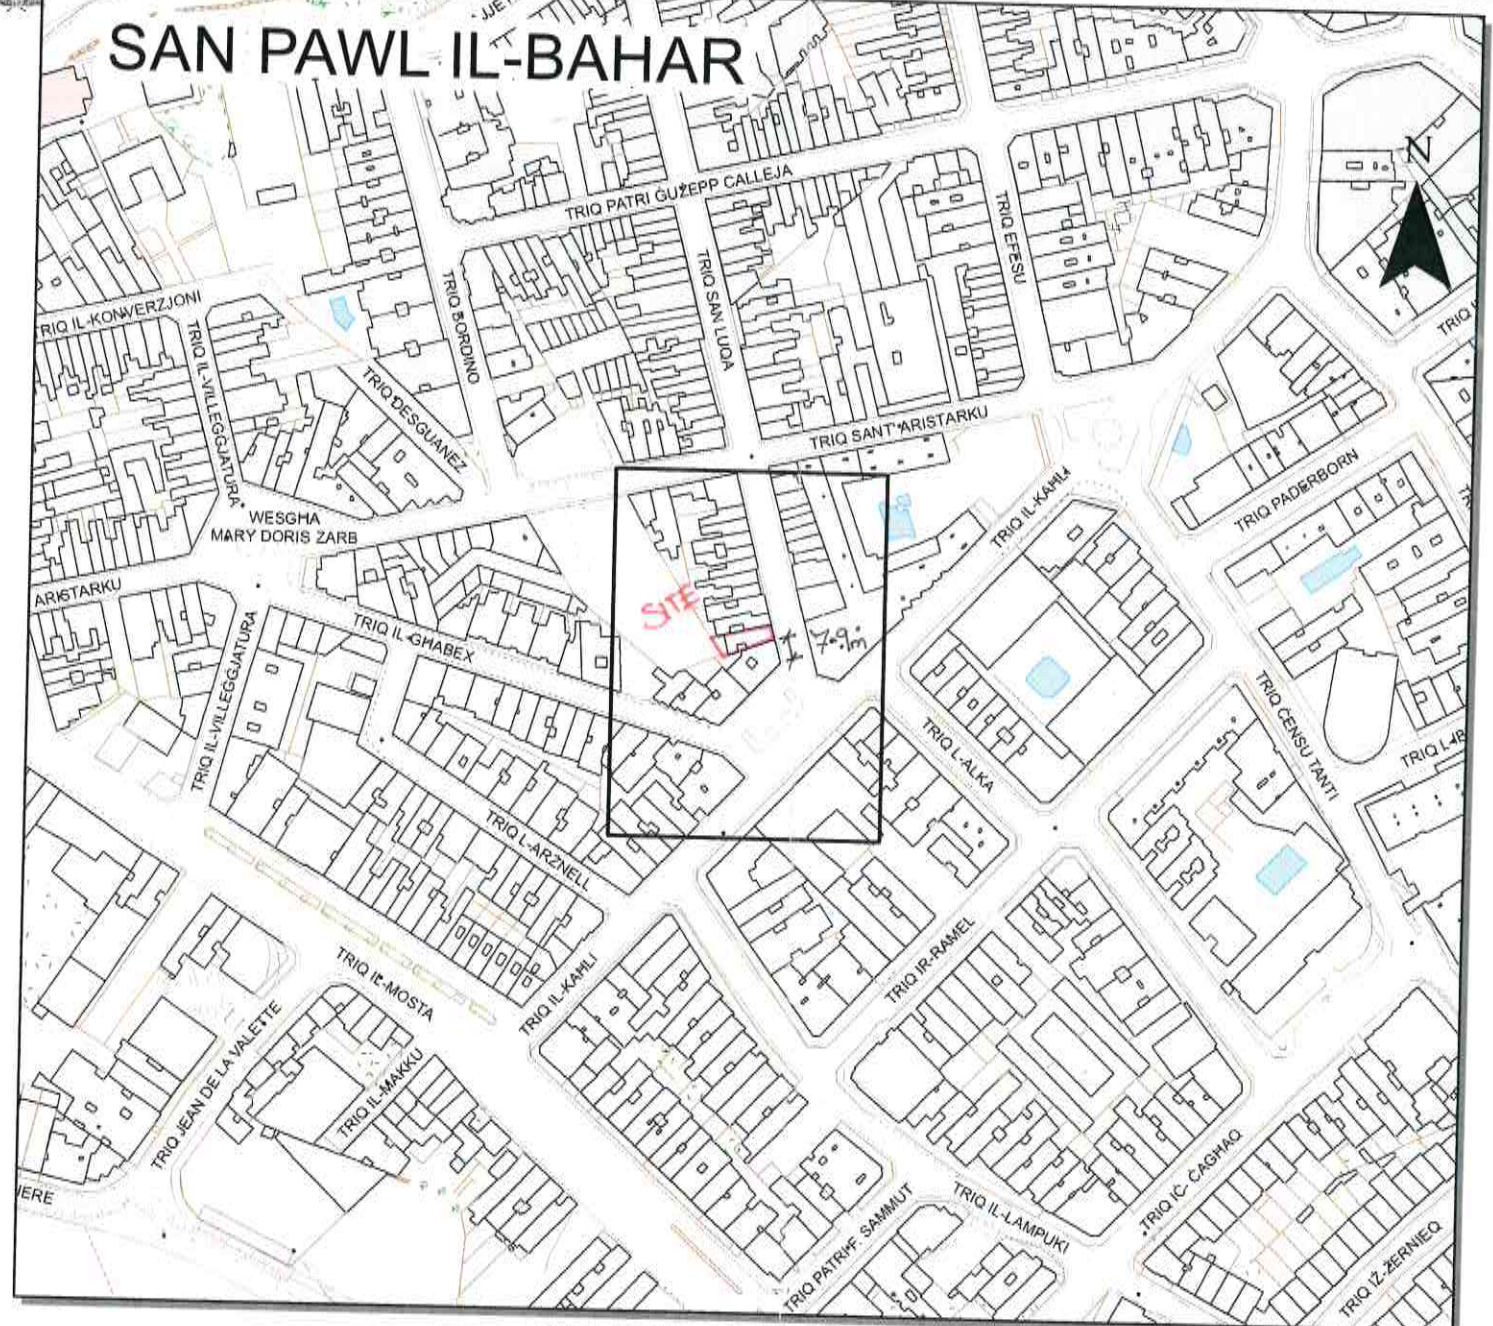 SAN PAWL IL-BAHAR
N
TRIQ PATRI ĠUŻEPP CALLEJA
TRIQ EFESU
TRIQ SAN LUQA
TRIQ BORDINO
TRIQ IL-KONVERZJONI
TRIQ IL-VILLEGGJATURA
TRIQ DESGUANEZ
TRIQ SANT'ARISTARKU
TRIQ PADERBORN
TRIQ IL-KAHLI
WESGHA
MARY DORIS ZARB
ARISTARKU
SITE
7.9m
TRIQ IL-GHABEX
TRIQ IL-VILLEGGJATURA
TRIQ L-ALKA
TRIQ ĊENSU TANTI
TRIQ L-ARZNELL
TRIQ IR-RAMEL
TRIQ IL-MOSTA
TRIQ IL-KAHLI
TRIQ JEAN DE LA VALETTE
TRIQ IL-MAKKU
TRIQ IĊ-ĊAGHAQ
TRIQ IL-LAMPUKI
TRIQ PATRI F. SAMMUT
TRIQ IŻ-ŻERNIEQ